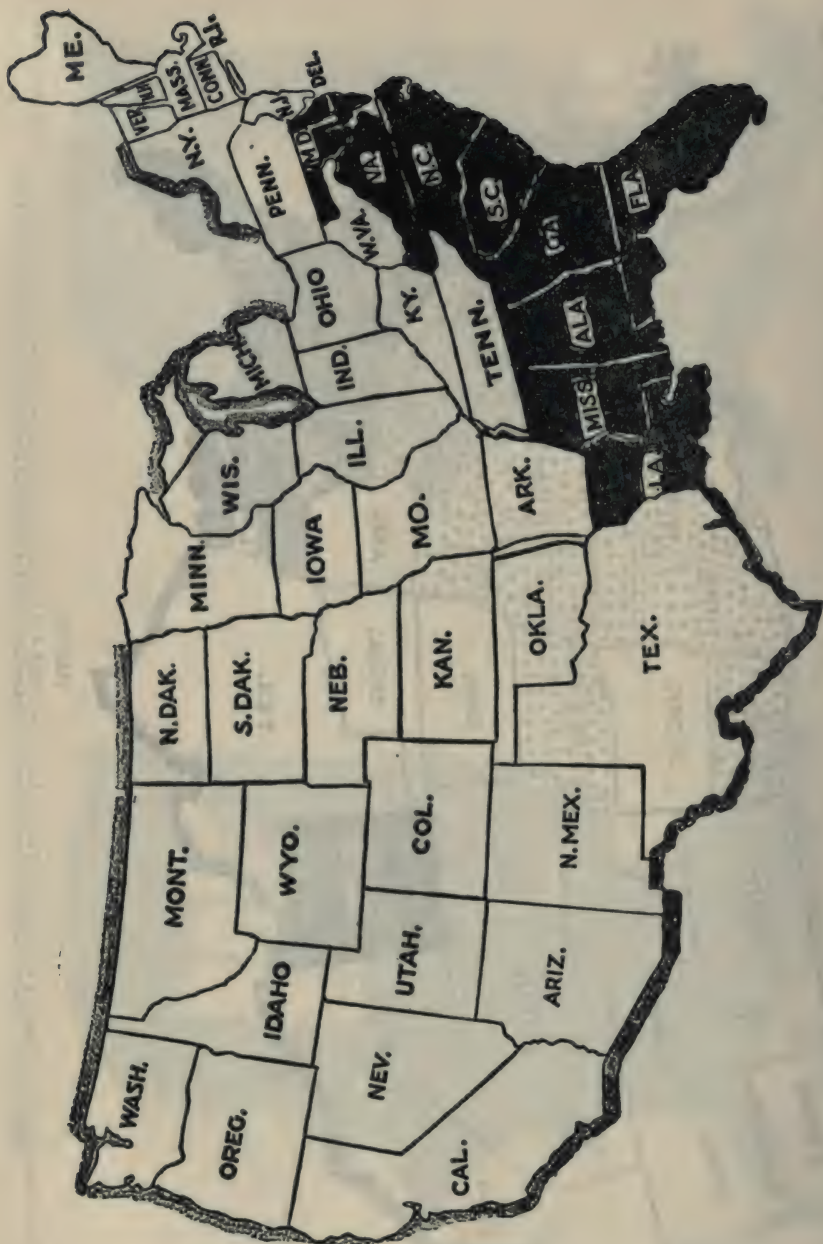 WASH.
OREG.
CAL.
NEV.
IDAHO
MONT.
WYO.
UTAH.
ARIZ.
COL.
N.MEX.
N.DAK.
S.DAK.
NEB.
KAN.
OKLA.
TEX.
MINN.
IOWA
MO.
ARK.
LA.
WIS.
ILL.
MICH.
IND.
OHIO
KY.
TENN.
MISS.
ALA.
GA.
FLA.
S.C.
N.C.
VA.
W.VA.
MD.
DEL.
PENN.
N.J.
N.Y.
CONN.
R.I.
MASS.
VER.
N.H.
ME.